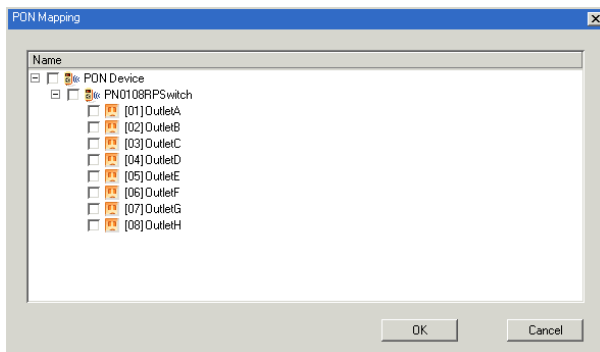 PON Mapping
Name
PON Device
PN0108RPSwitch
[01]OutletA
[02]OutletB
[03]OutletC
[04]OutletD
[05]OutletE
[06]OutletF
[07]OutletG
[08]OutletH
OK Cancel